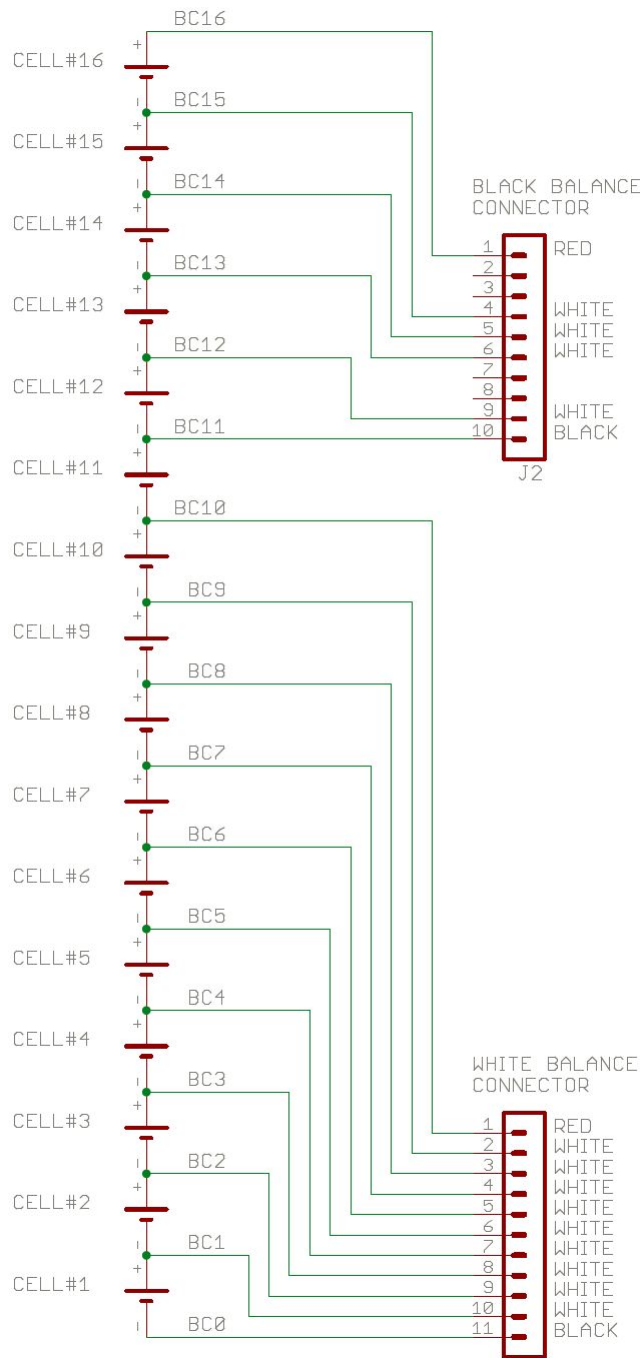 BC16
CELL#16
BC15
CELL#15
BC14
CELL#14
BC13
CELL#13
BC12
CELL#12
BC11
CELL#11
BC10
CELL#10
BC9
CELL#9
BC8
CELL#8
BC7
CELL#7
BC6
CELL#6
BC5
CELL#5
BC4
CELL#4
BC3
CELL#3
BC2
CELL#2
BC1
CELL#1
BC0
BLACK BALANCE
CONNECTOR
1 RED
2
3
4 WHITE
5 WHITE
6 WHITE
7
8
9 WHITE
10 BLACK
J2
WHITE BALANCE
CONNECTOR
1 RED
2 WHITE
3 WHITE
4 WHITE
5 WHITE
6 WHITE
7 WHITE
8 WHITE
9 WHITE
10 WHITE
11 BLACK